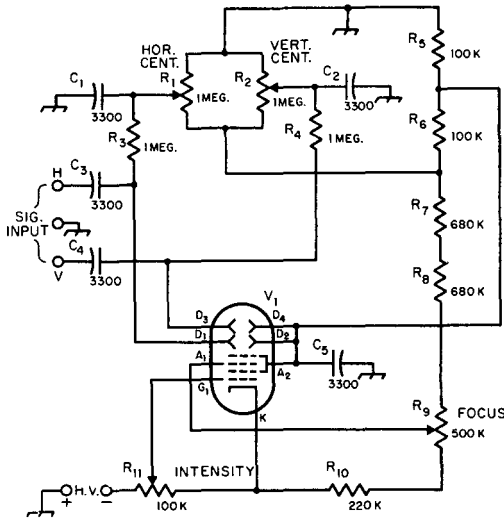 HOR. CENT.
VERT. CENT.
R5
100K
C1
3300
R1
1MEG.
R2
1MEG.
C2
3300
R3
1MEG.
R4
1MEG.
R6
100K
H
C3
3300
SIG. INPUT
C4
V
3300
R7
680K
R8
680K
V1
D3
D4
D1
D2
A1
A2
G1
K
C5
3300
R9
500K
FOCUS
R11
INTENSITY
100K
R10
220K
H.V.
+
−